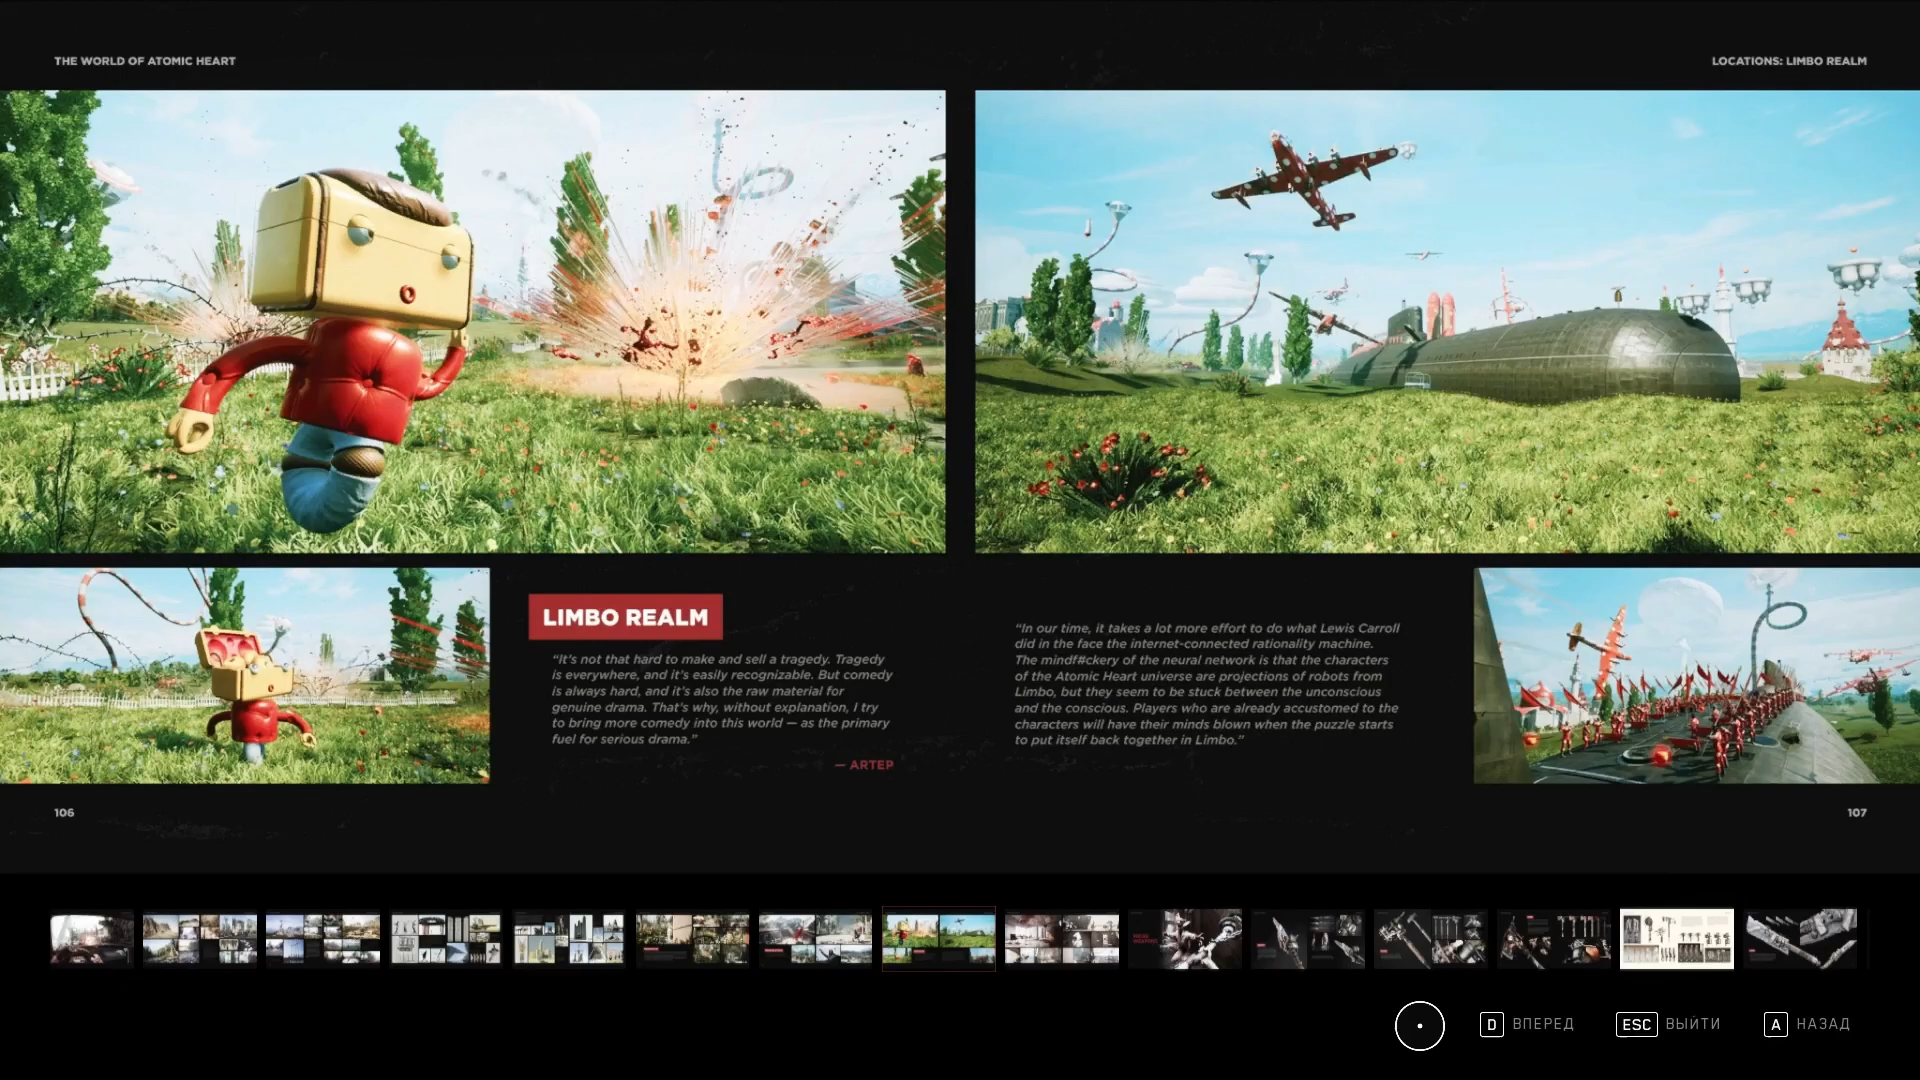 THE WORLD OF ATOMIC HEART
LOCATIONS: LIMBO REALM
LIMBO REALM
“It’s not that hard to make and sell a tragedy. Tragedy
is everywhere, and it’s easily recognizable. But comedy
is always hard, and it’s also the raw material for
genuine drama. That’s why, without explanation, I try
to bring more comedy into this world — as the primary
fuel for serious drama.”
— ARTEP
“In our time, it takes a lot more effort to do what Lewis Carroll
did in the face the internet-connected rationality machine.
The mindf#ckery of the neural network is that the characters
of the Atomic Heart universe are projections of robots from
Limbo, but they seem to be stuck between the unconscious
and the conscious. Players who are already accustomed to the
characters will have their minds blown when the puzzle starts
to put itself back together in Limbo.”
106
107
D ВПЕРЕД
ESC ВЫЙТИ
A НАЗАД